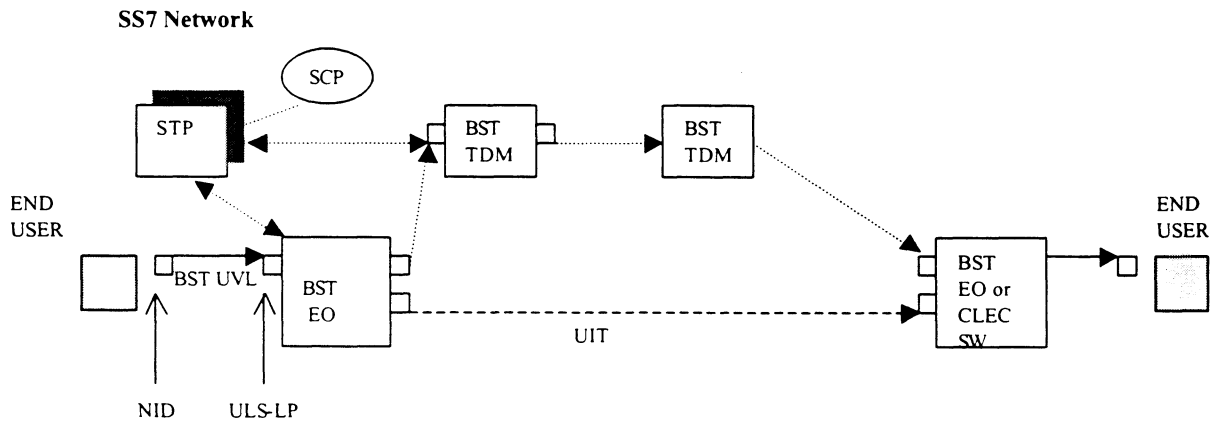 SS7 Network
SCP
STP
BST
TDM
BST
TDM
END
USER
END
USER
BST UVL
BST
EO
BST
EO or
CLEC
SW
UIT
NID
ULS-LP